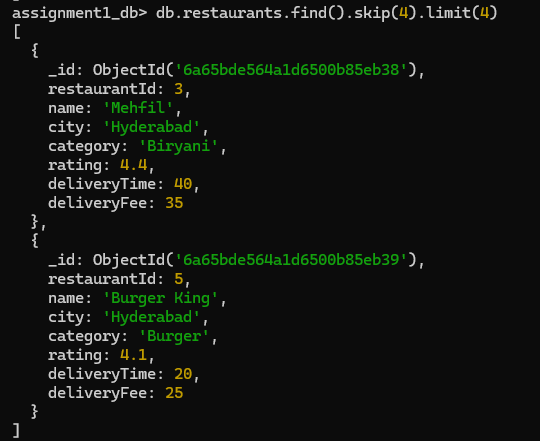 assignment1_db> db.restaurants.find().skip(4).limit(4)
[
  {
    _id: ObjectId('6a65bde564a1d6500b85eb38'),
    restaurantId: 3,
    name: 'Mehfil',
    city: 'Hyderabad',
    category: 'Biryani',
    rating: 4.4,
    deliveryTime: 40,
    deliveryFee: 35
  },
  {
    _id: ObjectId('6a65bde564a1d6500b85eb39'),
    restaurantId: 5,
    name: 'Burger King',
    city: 'Hyderabad',
    category: 'Burger',
    rating: 4.1,
    deliveryTime: 20,
    deliveryFee: 25
  }
]